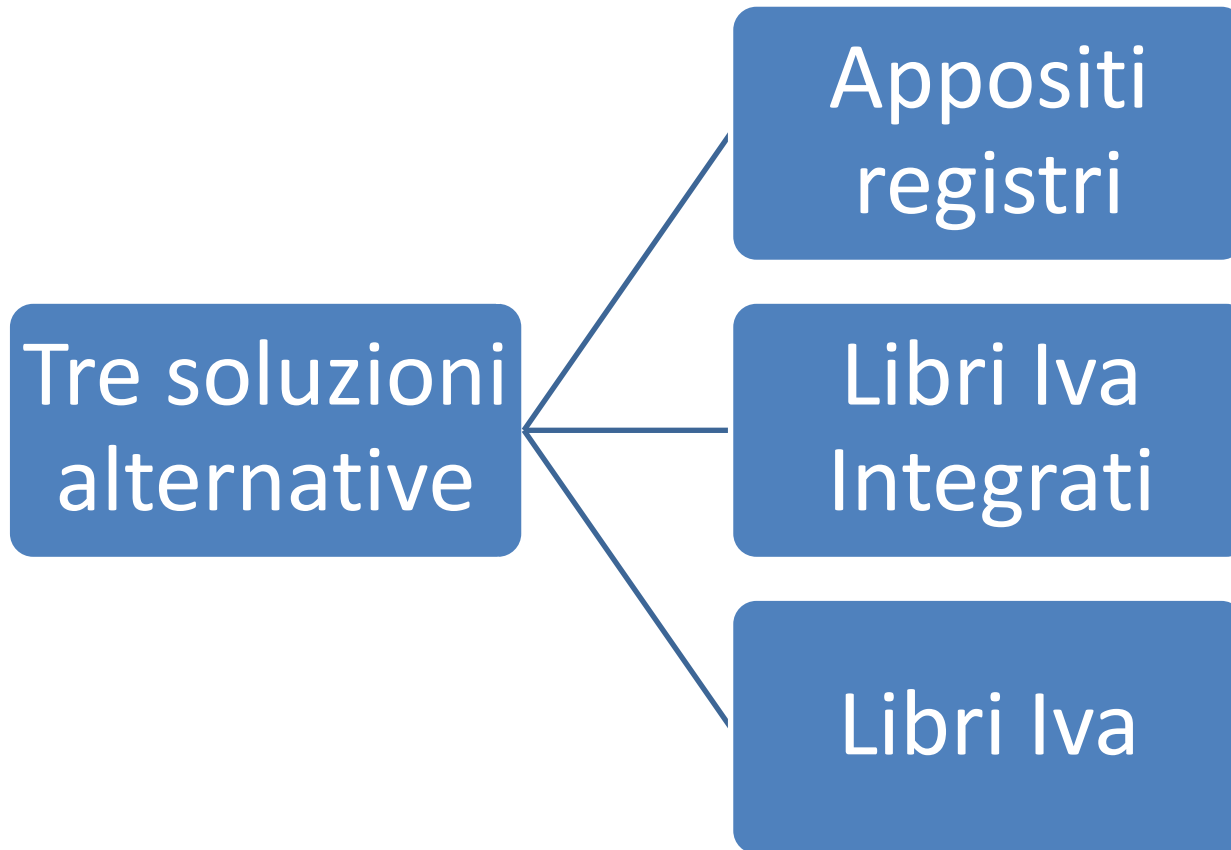 Tre soluzioni
alternative
Appositi
registri
Libri Iva
Integrati
Libri Iva